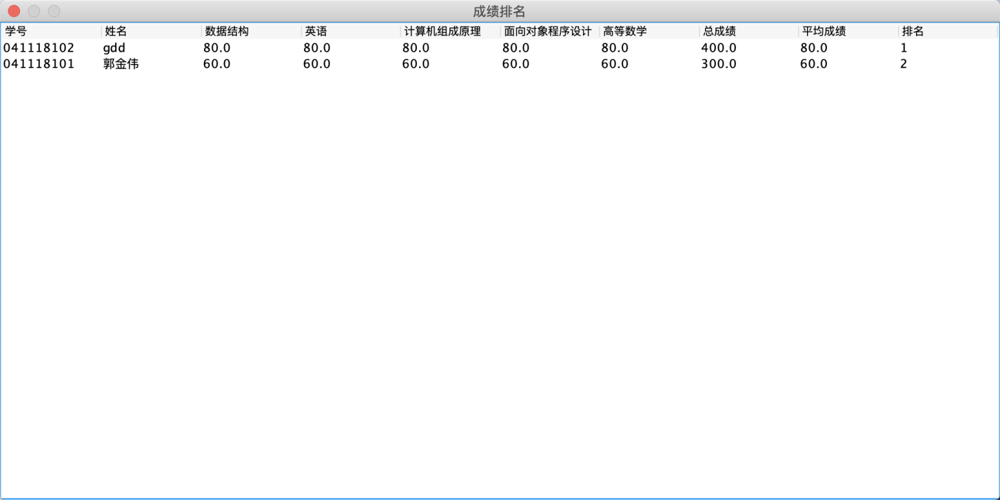 成绩排名
学号 姓名 数据结构 英语 计算机组成原理 面向对象程序设计 高等数学 总成绩 平均成绩 排名
041118102 gdd 80.0 80.0 80.0 80.0 80.0 400.0 80.0 1
041118101 郭金伟 60.0 60.0 60.0 60.0 60.0 300.0 60.0 2